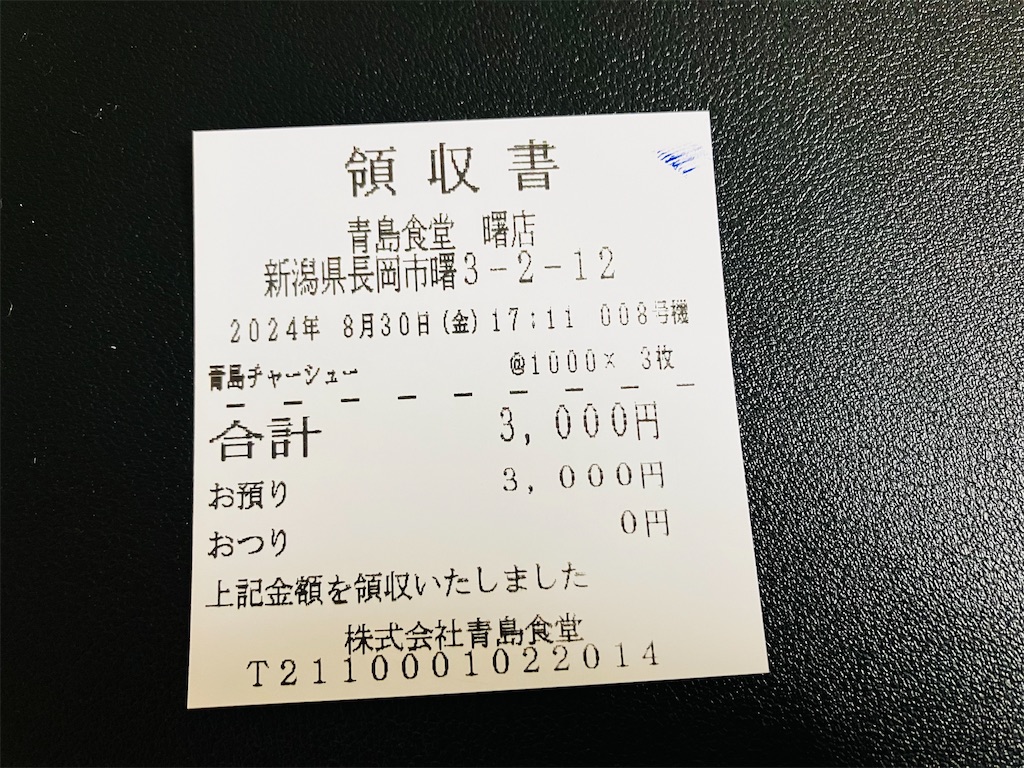 領収書
青島食堂　曙店
新潟県長岡市曙3-2-12
2024年 8月30日(金)17:11 008号機
青島チャーシュー @1000× 3枚
合計 3,000円
お預り 3,000円
おつり 0円
上記金額を領収いたしました
株式会社青島食堂
T2110001022014